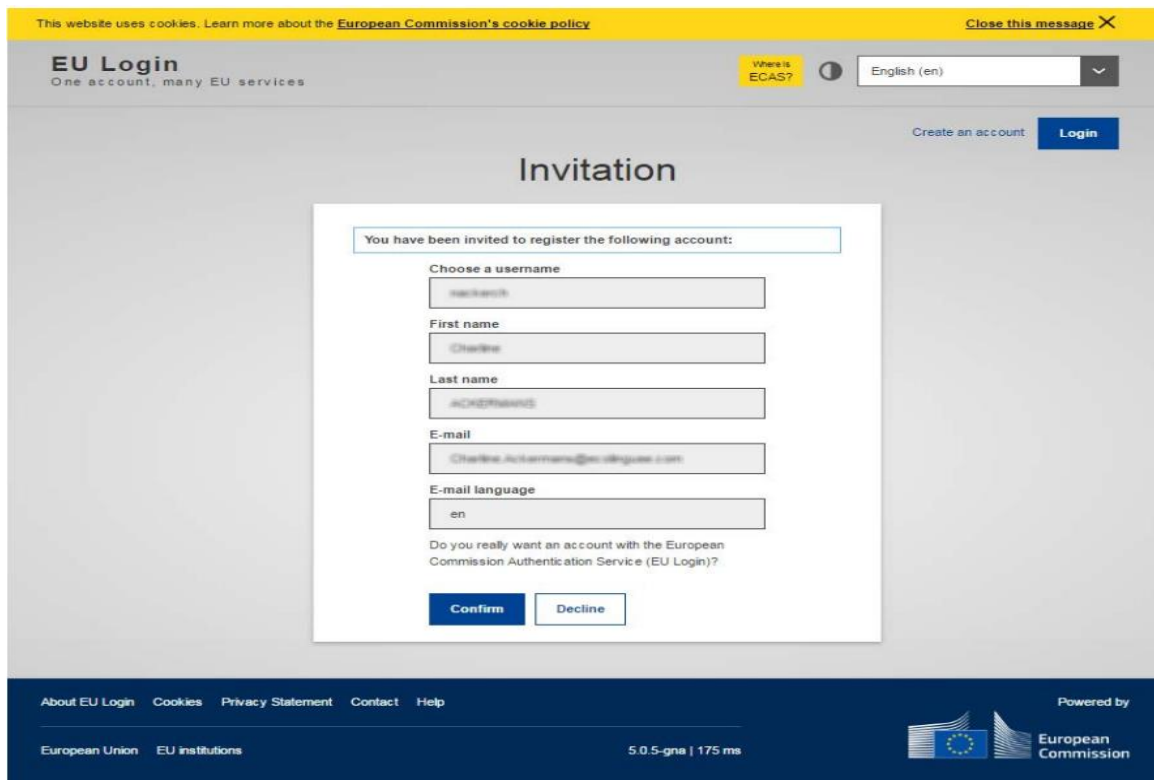 This website uses cookies. Learn more about the European Commission's cookie policy
Close this message
EU Login
One account, many EU services
Where is
ECAS?
English (en)
Create an account
Login
Invitation
You have been invited to register the following account:
Choose a username
First name
Last name
E-mail
E-mail language
en
Do you really want an account with the European
Commission Authentication Service (EU Login)?
Confirm
Decline
About EU Login Cookies Privacy Statement Contact Help
Powered by
European Union EU institutions
5.0.5-gna | 175 ms
European
Commission